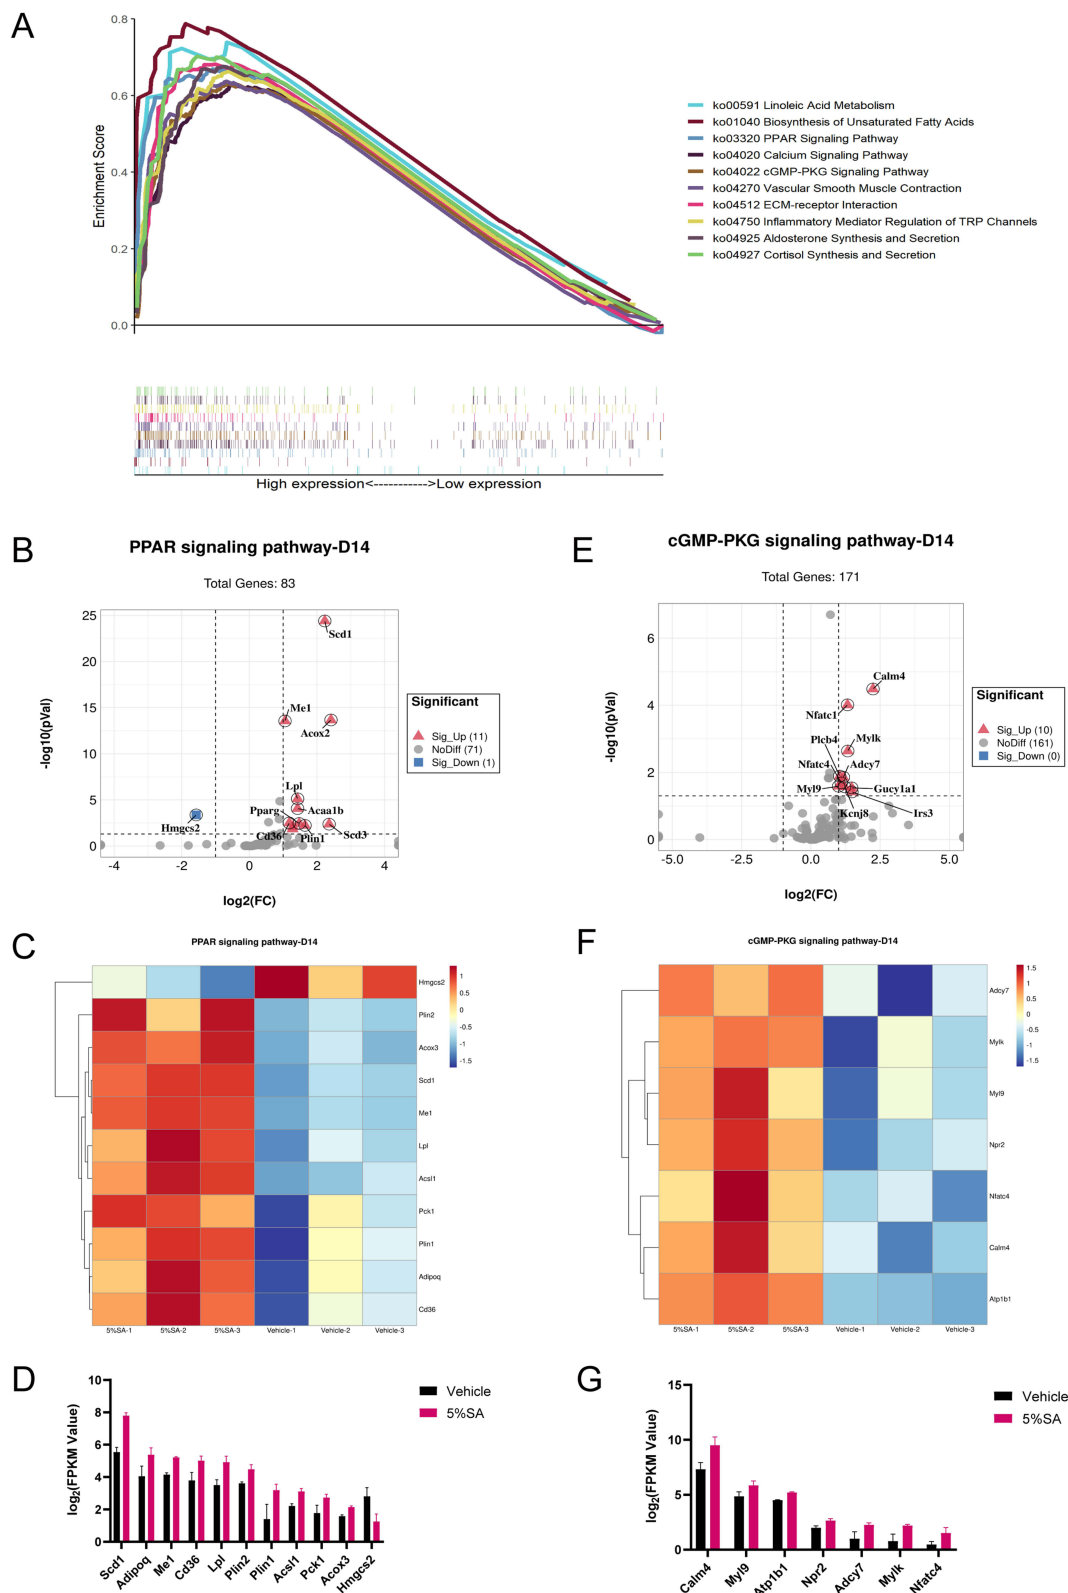 A
0.8
0.6
0.4
0.2
0.0
Enrichment Score
ko00591 Linoleic Acid Metabolism
ko01040 Biosynthesis of Unsaturated Fatty Acids
ko03320 PPAR Signaling Pathway
ko04020 Calcium Signaling Pathway
ko04022 cGMP-PKG Signaling Pathway
ko04270 Vascular Smooth Muscle Contraction
ko04512 ECM-receptor Interaction
ko04750 Inflammatory Mediator Regulation of TRP Channels
ko04925 Aldosterone Synthesis and Secretion
ko04927 Cortisol Synthesis and Secretion
High expression<----------->Low expression
B
PPAR signaling pathway-D14
Total Genes: 83
25
20
15
10
5
0
-log10(pVal)
Scd1
Me1
Acox2
Lpl
Acaa1b
Pparg
Hmgcs2
Cd36
Plin1
Scd3
-4
-2
0
2
4
log2(FC)
Significant
Sig_Up (11)
NoDiff (71)
Sig_Down (1)
E
cGMP-PKG signaling pathway-D14
Total Genes: 171
6
4
2
0
-log10(pVal)
Calm4
Nfatc1
Plcb4
Mylk
Nfatc4
Adcy7
Myl9
Gucy1a1
Kcnj8
Irs3
-5.0
-2.5
0.0
2.5
5.0
log2(FC)
Significant
Sig_Up (10)
NoDiff (161)
Sig_Down (0)
C
PPAR signaling pathway-D14
Hmgcs2
Plin2
Acox3
Scd1
Me1
Lpl
Acsl1
Pck1
Plin1
Adipoq
Cd36
1
0.5
0
-0.5
-1
-1.5
5%SA-1
5%SA-2
5%SA-3
Vehicle-1
Vehicle-2
Vehicle-3
F
cGMP-PKG signaling pathway-D14
Adcy7
Mylk
Myl9
Npr2
Nfatc4
Calm4
Atp1b1
1.5
1
0.5
0
-0.5
-1
-1.5
5%SA-1
5%SA-2
5%SA-3
Vehicle-1
Vehicle-2
Vehicle-3
D
10
8
6
4
2
0
log2(FPKM Value)
Vehicle
5%SA
Scd1
Adipoq
Me1
Cd36
Lpl
Plin2
Plin1
Acsl1
Pck1
Acox3
Hmgcs2
G
15
10
5
0
log2(FPKM Value)
Vehicle
5%SA
Calm4
Myl9
Atp1b1
Npr2
Adcy7
Mylk
Nfatc4